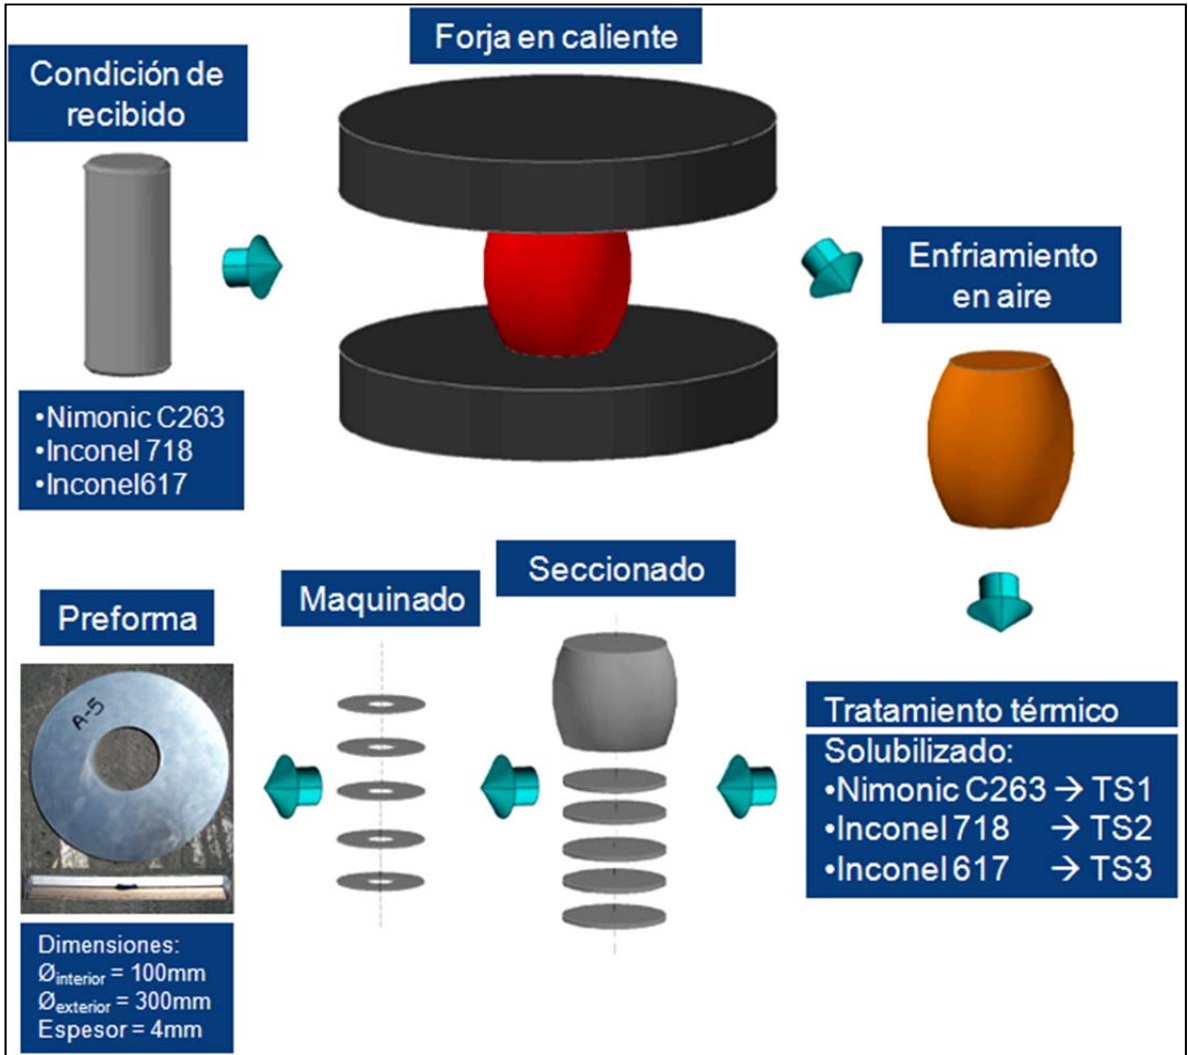 Condición de
recibido
•Nimonic C263
•Inconel 718
•Inconel617
Forja en caliente
Enfriamiento
en aire
Tratamiento térmico
Solubilizado:
•Nimonic C263 → TS1
•Inconel 718 → TS2
•Inconel 617 → TS3
Seccionado
Maquinado
Preforma
A-5
Dimensiones:
Øinterior = 100mm
Øexterior = 300mm
Espesor = 4mm